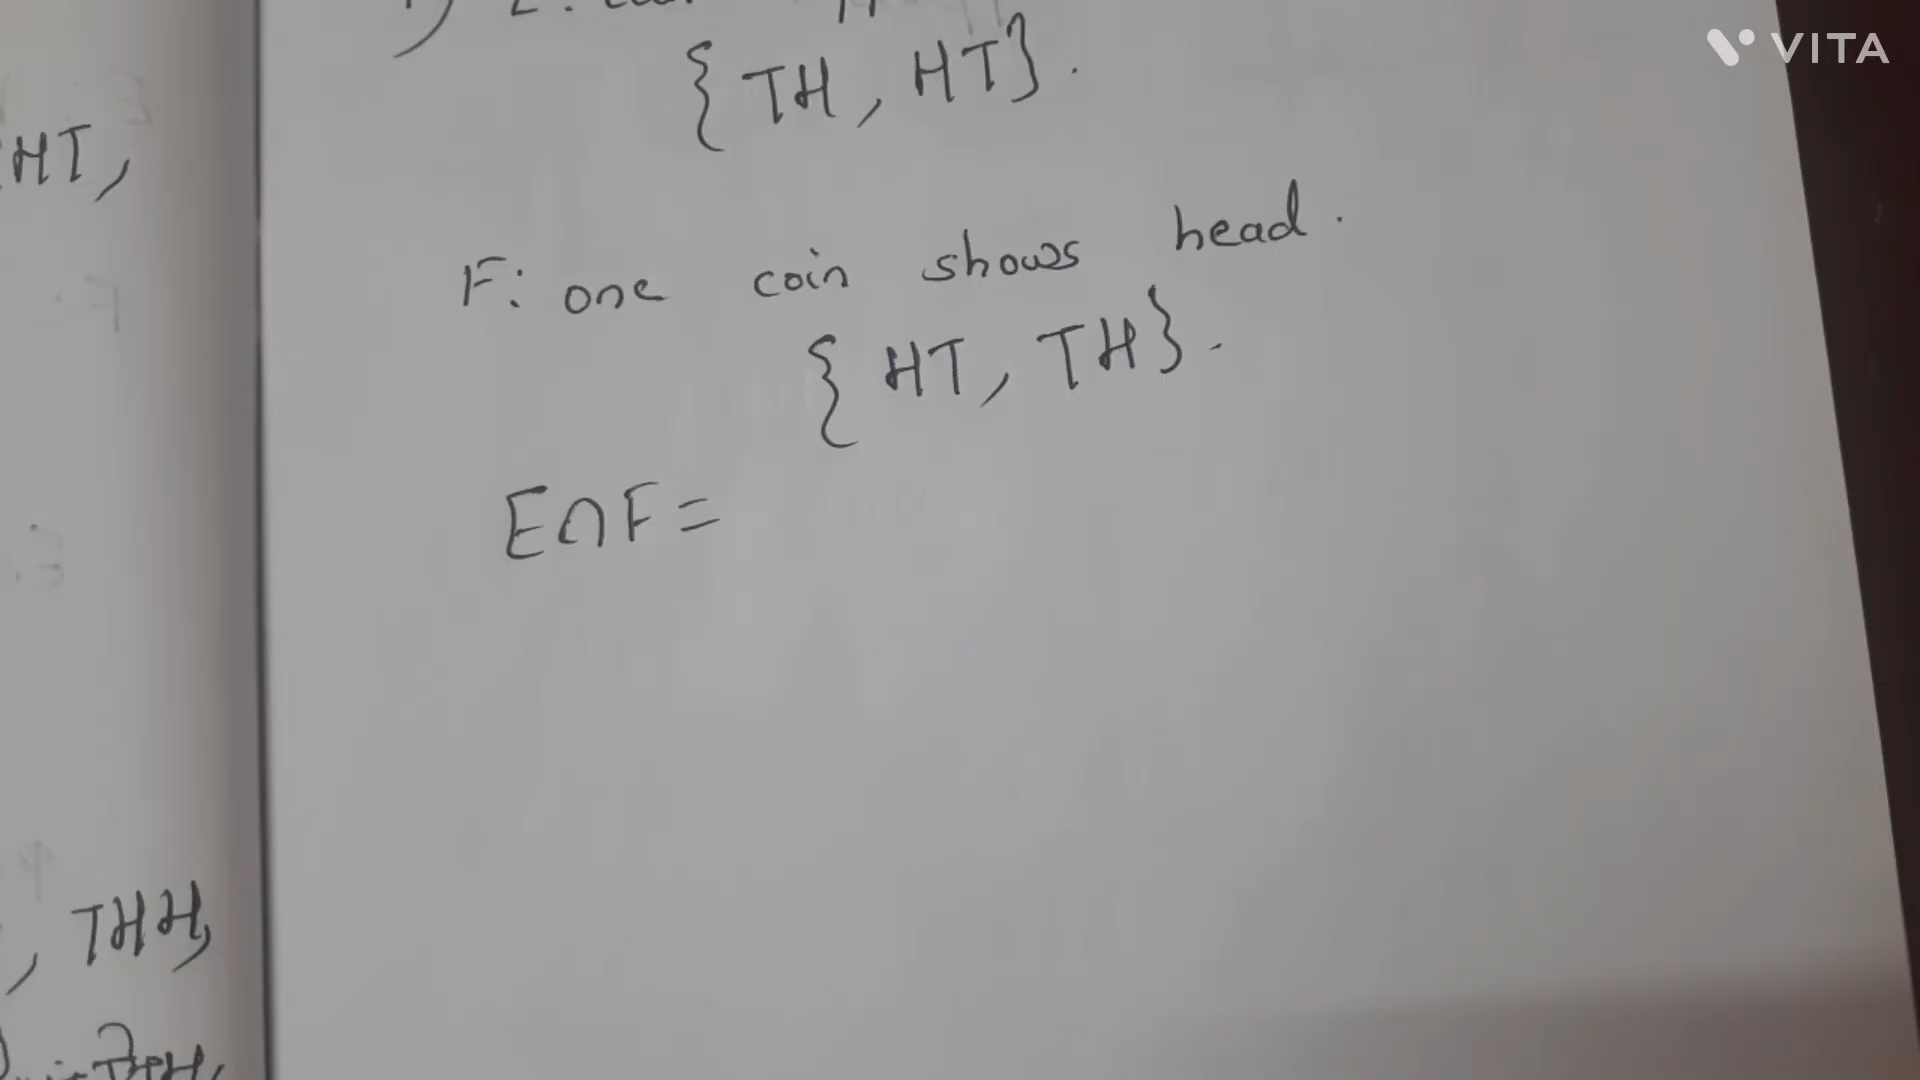 HT,
, THH,
{TH, HT}.
F: one coin shows head.
{HT, TH}.
E∩F=
VITA